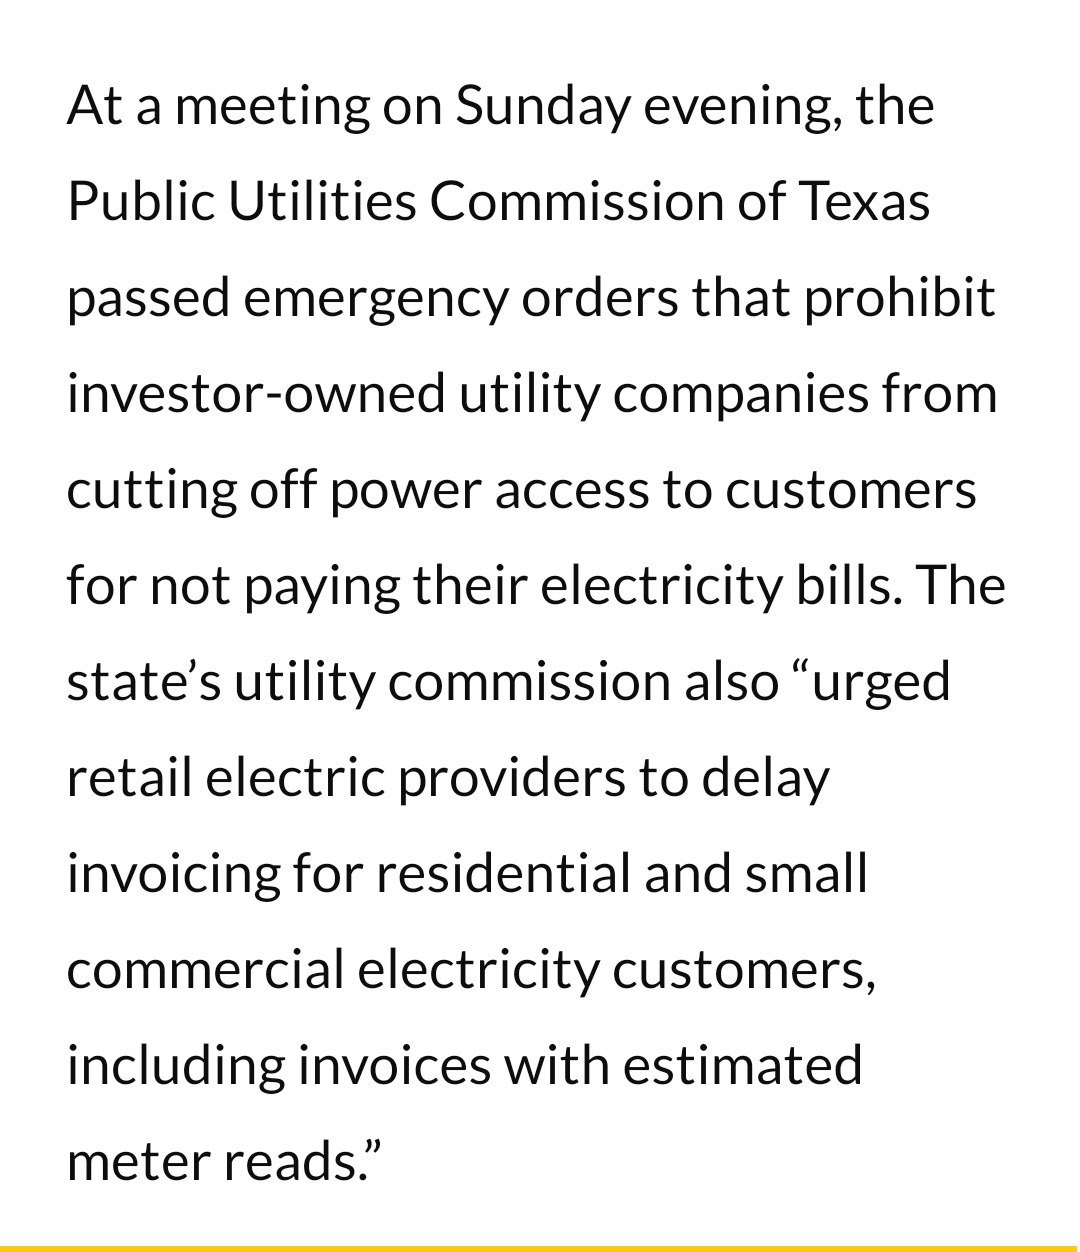 At a meeting on Sunday evening, the
Public Utilities Commission of Texas
passed emergency orders that prohibit
investor-owned utility companies from
cutting off power access to customers
for not paying their electricity bills. The
state’s utility commission also “urged
retail electric providers to delay
invoicing for residential and small
commercial electricity customers,
including invoices with estimated
meter reads.”